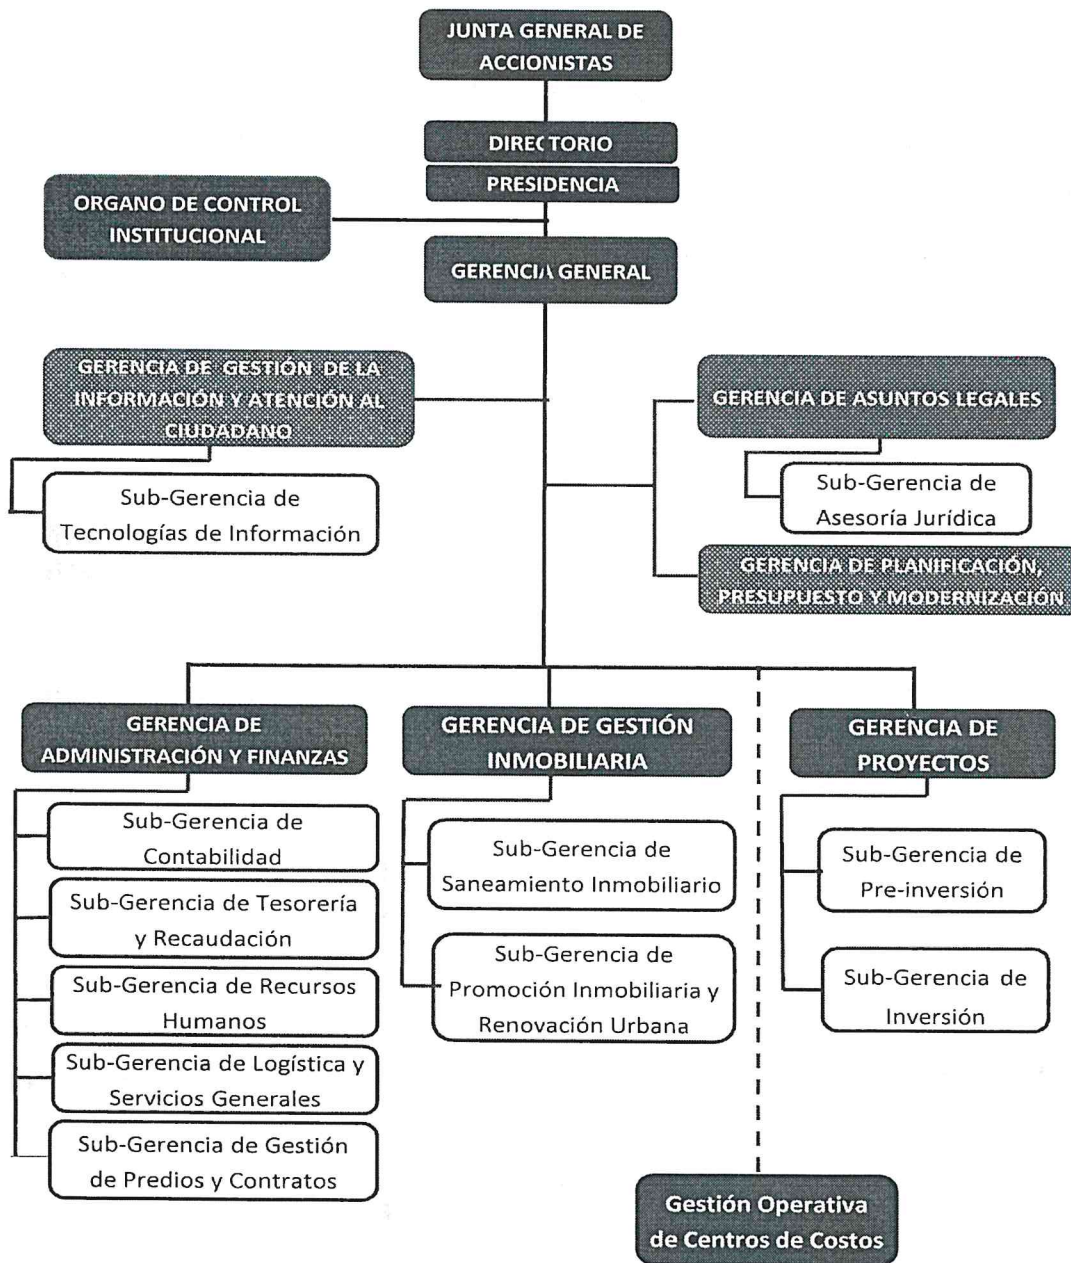 JUNTA GENERAL DE
ACCIONISTAS
DIRECTORIO
PRESIDENCIA
ORGANO DE CONTROL
INSTITUCIONAL
GERENCIA GENERAL
GERENCIA DE GESTIÓN DE LA
INFORMACIÓN Y ATENCIÓN AL
CIUDADANO
Sub-Gerencia de
Tecnologías de Información
GERENCIA DE ASUNTOS LEGALES
Sub-Gerencia de
Asesoría Jurídica
GERENCIA DE PLANIFICACIÓN,
PRESUPUESTO Y MODERNIZACIÓN
GERENCIA DE
ADMINISTRACIÓN Y FINANZAS
Sub-Gerencia de
Contabilidad
Sub-Gerencia de Tesorería
y Recaudación
Sub-Gerencia de Recursos
Humanos
Sub-Gerencia de Logística y
Servicios Generales
Sub-Gerencia de Gestión
de Predios y Contratos
GERENCIA DE GESTIÓN
INMOBILIARIA
Sub-Gerencia de
Saneamiento Inmobiliario
Sub-Gerencia de
Promoción Inmobiliaria y
Renovación Urbana
GERENCIA DE
PROYECTOS
Sub-Gerencia de
Pre-inversión
Sub-Gerencia de
Inversión
Gestión Operativa
de Centros de Costos